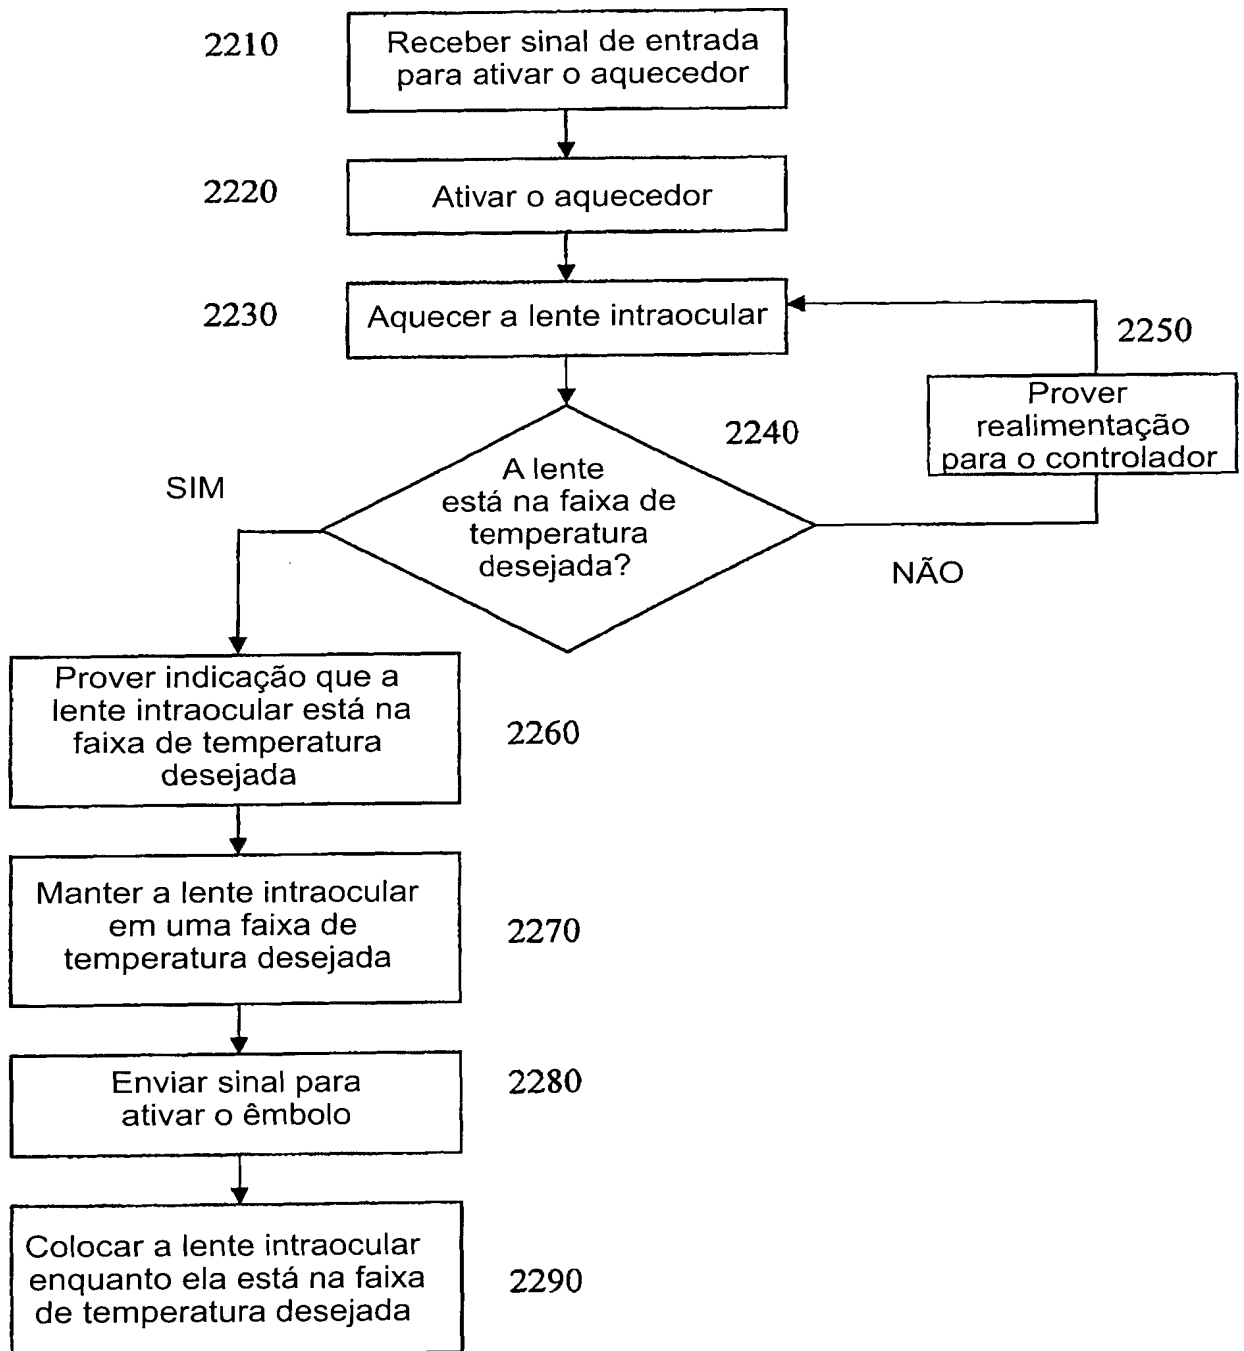 2210
Receber sinal de entrada
para ativar o aquecedor
2220
Ativar o aquecedor
2230
Aquecer a lente intraocular
2250
Prover
realimentação
para o controlador
2240
A lente
está na faixa de
temperatura
desejada?
SIM
NÃO
Prover indicação que a
lente intraocular está na
faixa de temperatura
desejada
2260
Manter a lente intraocular
em uma faixa de
temperatura desejada
2270
Enviar sinal para
ativar o êmbolo
2280
Colocar a lente intraocular
enquanto ela está na faixa
de temperatura desejada
2290